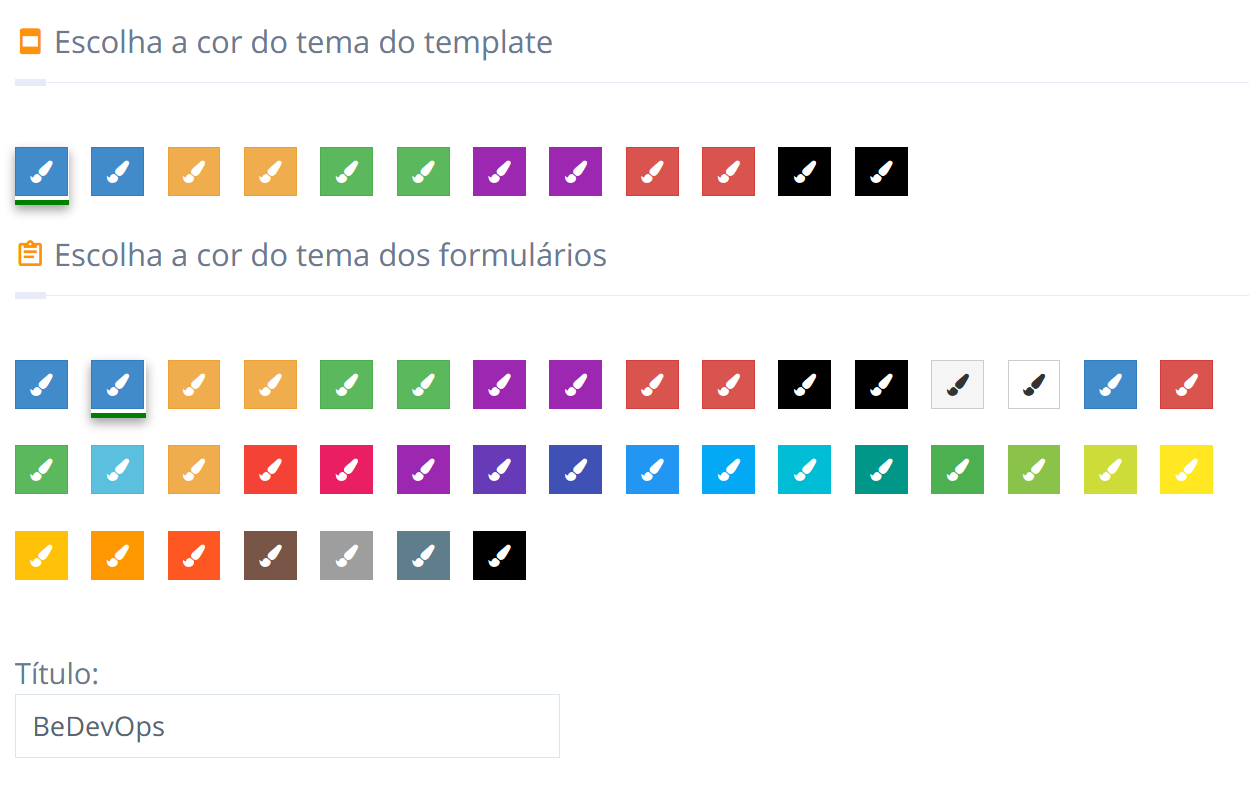 Escolha a cor do tema do template
Escolha a cor do tema dos formulários
Título:
BeDevOps